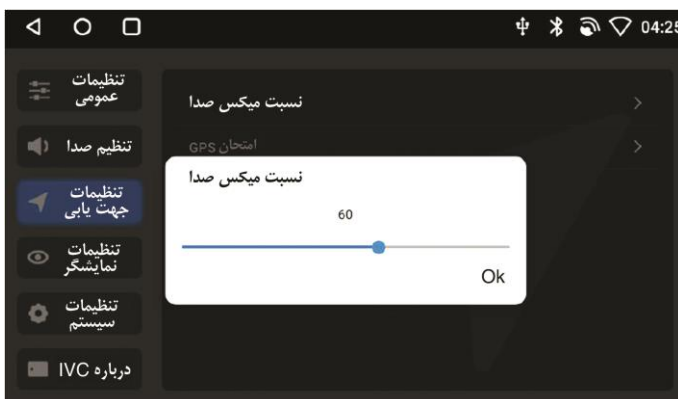 04:25
تنظیمات
عمومی
تنظیم صدا
تنظیمات
جهت یابی
تنظیمات
نمایشگر
تنظیمات
سیستم
درباره IVC
نسبت میکس صدا
امتحان GPS
نسبت میکس صدا
60
Ok